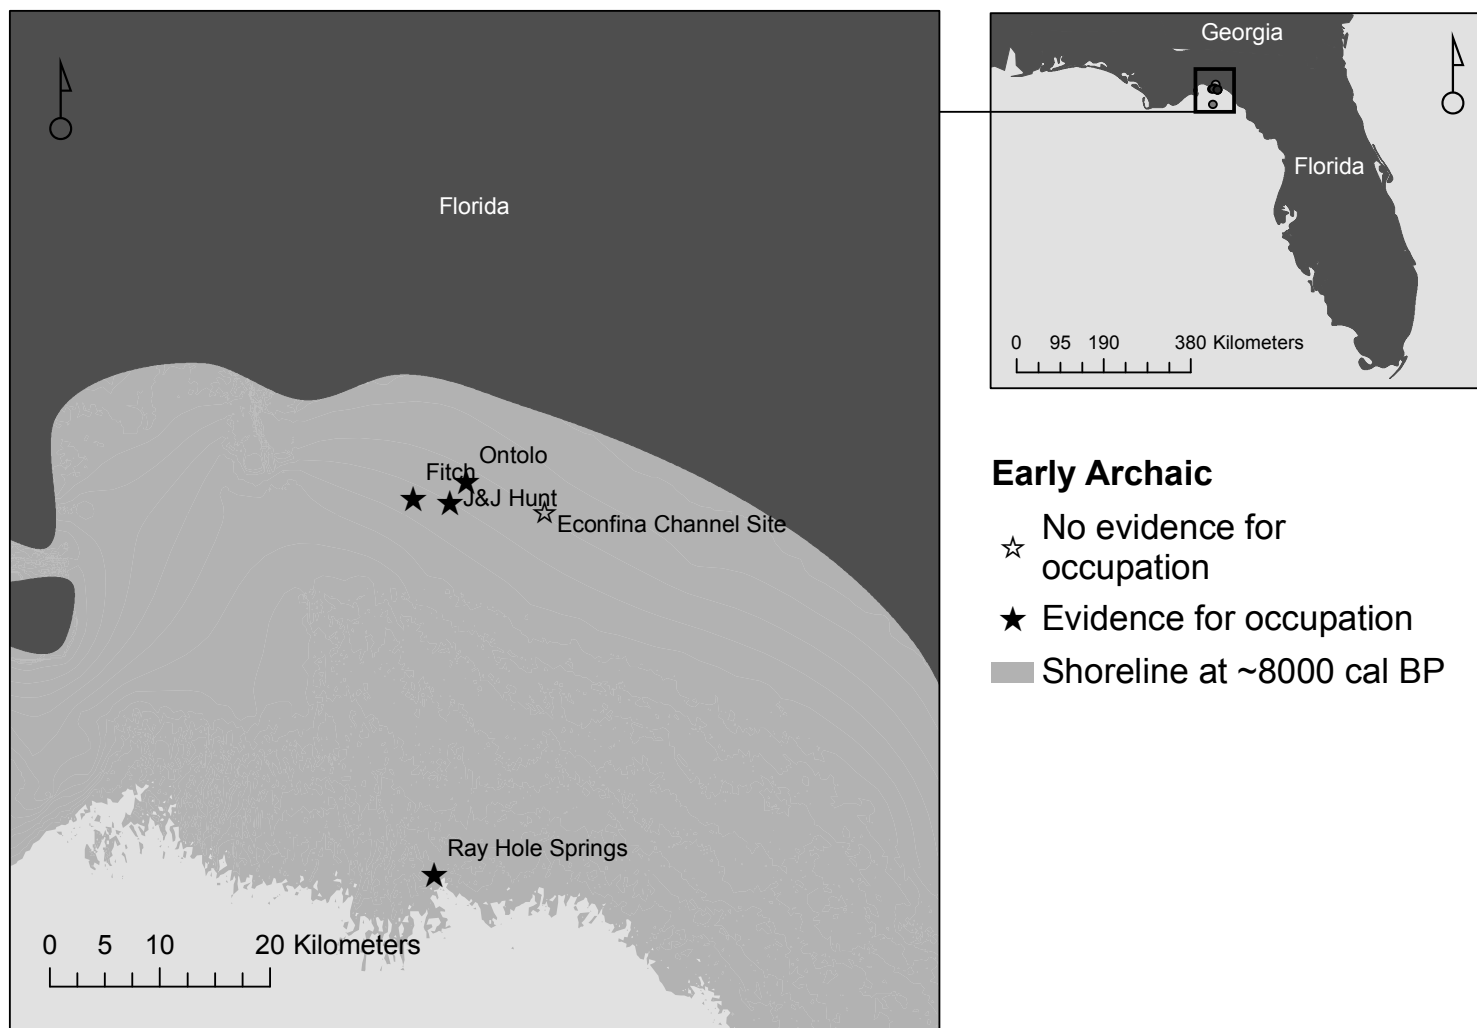 Florida
Ontolo
Fitch
J&J Hunt
Econfina Channel Site
Ray Hole Springs
0 5 10 20 Kilometers
Georgia
Florida
0 95 190 380 Kilometers
Early Archaic
No evidence for
occupation
Evidence for occupation
Shoreline at ~8000 cal BP